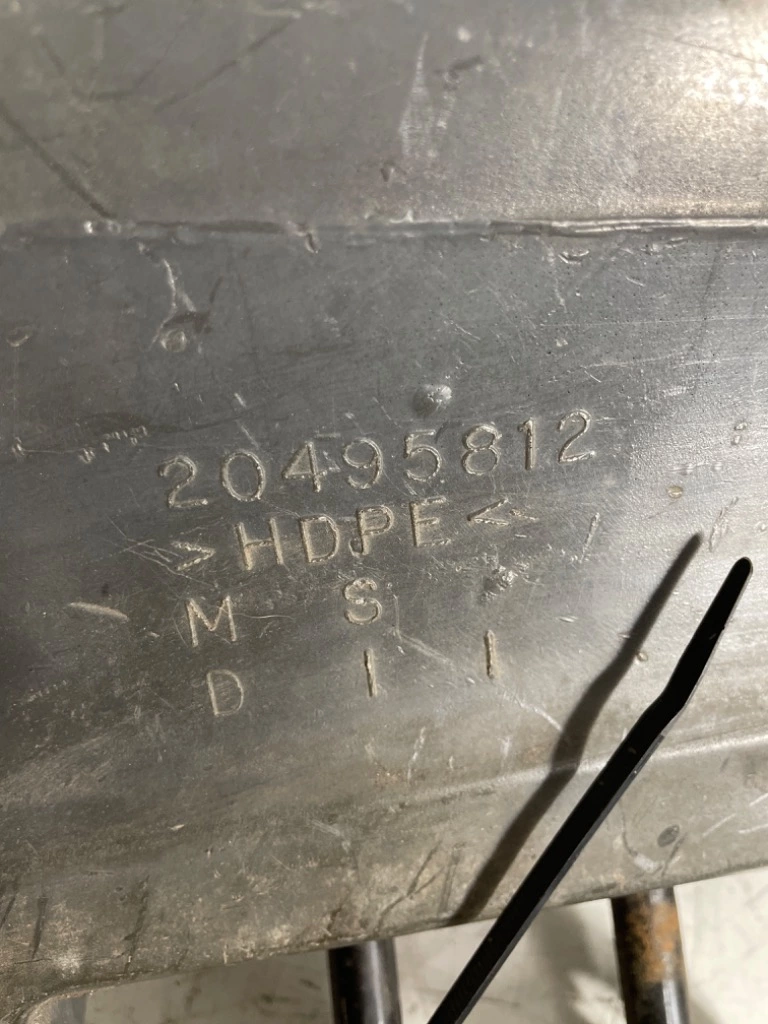 20495812
>HDPE<
M S
D I I